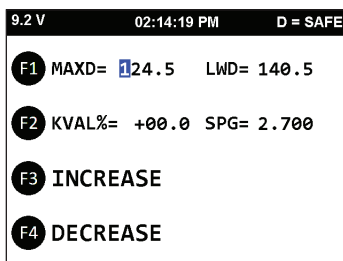 9.2 V 02:14:19 PM D = SAFE
F1 MAXD= 124.5 LWD= 140.5
F2 KVAL%= +00.0 SPG= 2.700
F3 INCREASE
F4 DECREASE